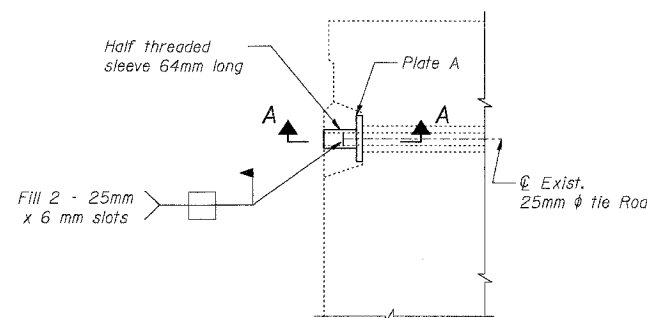 Half threaded
sleeve 64mm long
Plate A
A
A
Fill 2 - 25mm
x 6 mm slots
℄ Exist.
25mm ϕ tie Rod